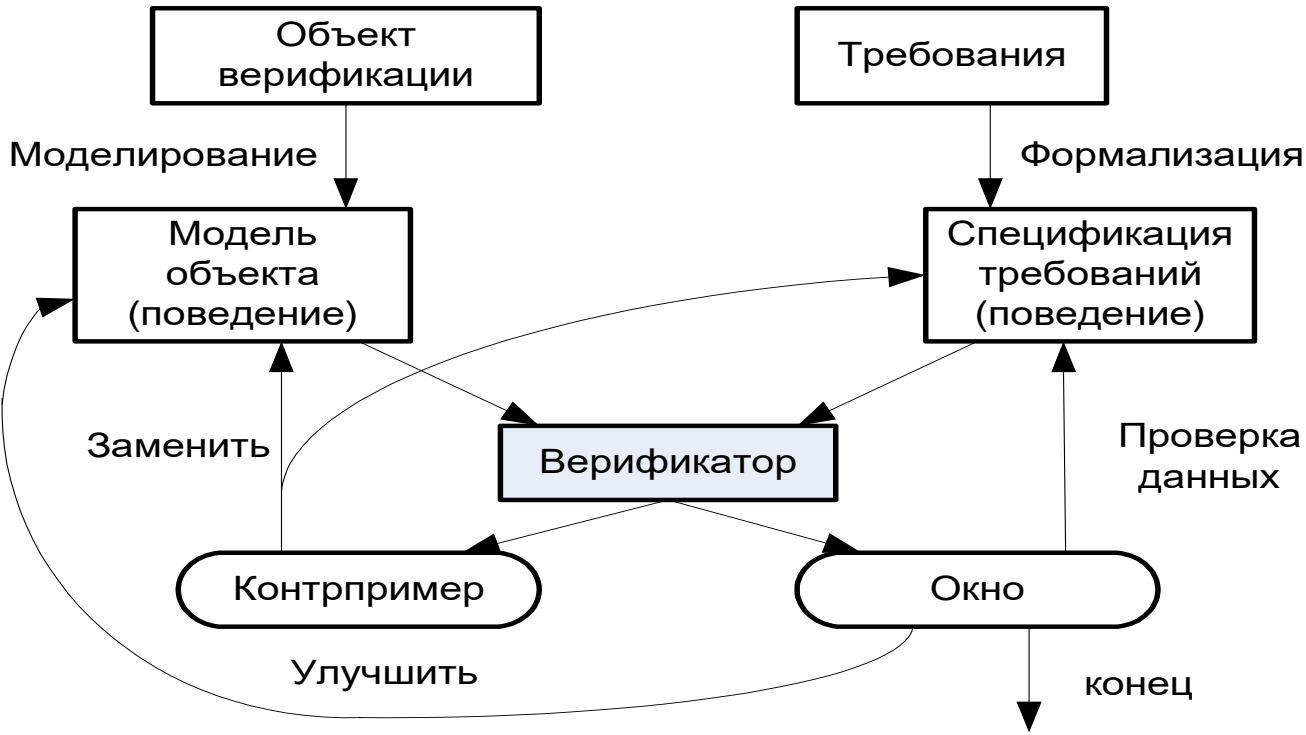 Объект
верификации
Требования
Моделирование
Формализация
Модель
объекта
(поведение)
Спецификация
требований
(поведение)
Заменить
Верификатор
Проверка
данных
Контрпример
Окно
Улучшить
конец